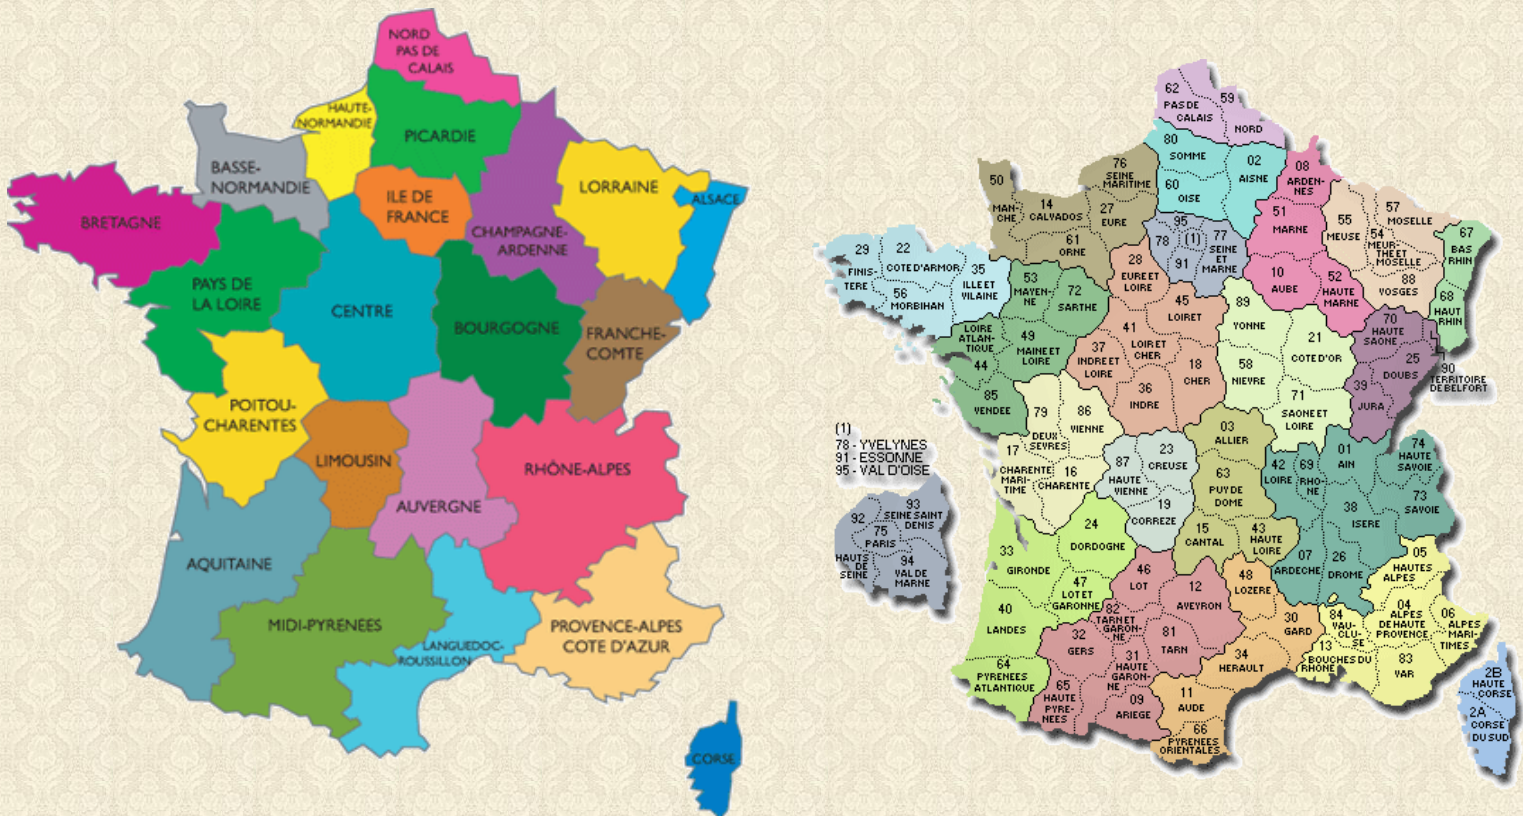 NORD
PAS DE
CALAIS
HAUTE-
NORMANDIE
PICARDIE
BASSE-
NORMANDIE
ILE DE
FRANCE
LORRAINE
ALSACE
BRETAGNE
CHAMPAGNE-
ARDENNE
PAYS DE
LA LOIRE
CENTRE
BOURGOGNE
FRANCHE-
COMTE
POITOU-
CHARENTES
LIMOUSIN
RHÔNE-ALPES
AUVERGNE
AQUITAINE
MIDI-PYRENEES
LANGUEDOC-
ROUSSILLON
PROVENCE-ALPES
COTE D'AZUR
CORSE
62
PAS DE
CALAIS
59
NORD
80
SOMME
02
AISNE
60
OISE
08
ARDEN-
NES
76
SEINE
MARITIME
27
EURE
50
MAN-
CHE
14
CALVADOS
61
ORNE
95
78
(1)
91
77
SEINE
ET
MARNE
51
MARNE
10
AUBE
52
HAUTE
MARNE
55
MEUSE
54
MEUR-
THE ET
MOSELLE
57
MOSELLE
88
VOSGES
67
BAS
RHIN
68
HAUT
RHIN
29
FINIS-
TERE
22
COTE D'ARMOR
35
ILLE ET
VILAINE
56
MORBIHAN
53
MAYEN-
NE
72
SARTHE
LOIRE
ATLAN-
TIQUE
44
49
MAINE ET
LOIRE
85
VENDEE
28
EURE ET
LOIRE
45
LOIRET
41
LOIR ET
CHER
37
INDRE ET
LOIRE
18
CHER
36
INDRE
89
YONNE
21
COTE D'OR
58
NIEVRE
71
SAONE ET
LOIRE
70
HAUTE
SAONE
25
DOUBS
39
JURA
90
TERRITOIRE
DE BELFORT
79
DEUX
SEVRES
86
VIENNE
17
CHARENTE
MARI-
TIME
16
CHARENTE
87
HAUTE
VIENNE
23
CREUSE
19
CORREZE
03
ALLIER
63
PUY DE
DOME
15
CANTAL
43
HAUTE
LOIRE
42
LOIRE
69
RHO-
NE
01
AIN
74
HAUTE
SAVOIE
73
SAVOIE
38
ISERE
07
ARDECHE
26
DROME
24
DORDOGNE
33
GIRONDE
47
LOT ET
GARONNE
40
LANDES
64
PYRENEES
ATLANTIQUE
46
LOT
12
AVEYRON
82
TARN ET
GARON-
NE
81
TARN
32
GERS
31
HAUTE
GARON-
NE
65
HAUTE
PYRE-
NEES
09
ARIEGE
48
LOZERE
30
GARD
34
HERAULT
11
AUDE
66
PYRENEES
ORIENTALES
05
HAUTES
ALPES
04
ALPES
DE HAUTE
PROVENCE
06
ALPES
MARI-
TIMES
84
VAU-
CLU-
SE
13
BOUCHES DU
RHONE
83
VAR
2B
HAUTE
CORSE
2A
CORSE
DU SUD
(1)
78 - YVELYNES
91 - ESSONNE
95 - VAL D'OISE
92
HAUTS
DE
SEINE
93
SEINE SAINT
DENIS
75
PARIS
94
VAL DE
MARNE